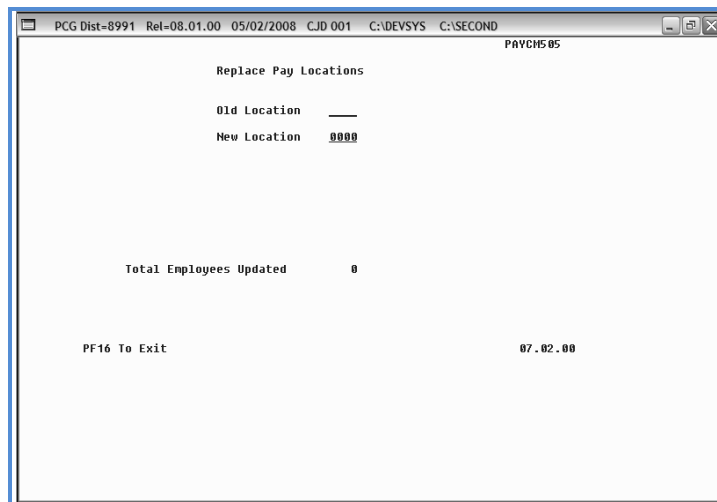 PCG Dist=8991 Rel=08.01.00 05/02/2008 CJD 001 C:\DEVSYS C:\SECOND
PAYCM505
Replace Pay Locations
Old Location
New Location 0000
Total Employees Updated 0
PF16 To Exit 07.02.00